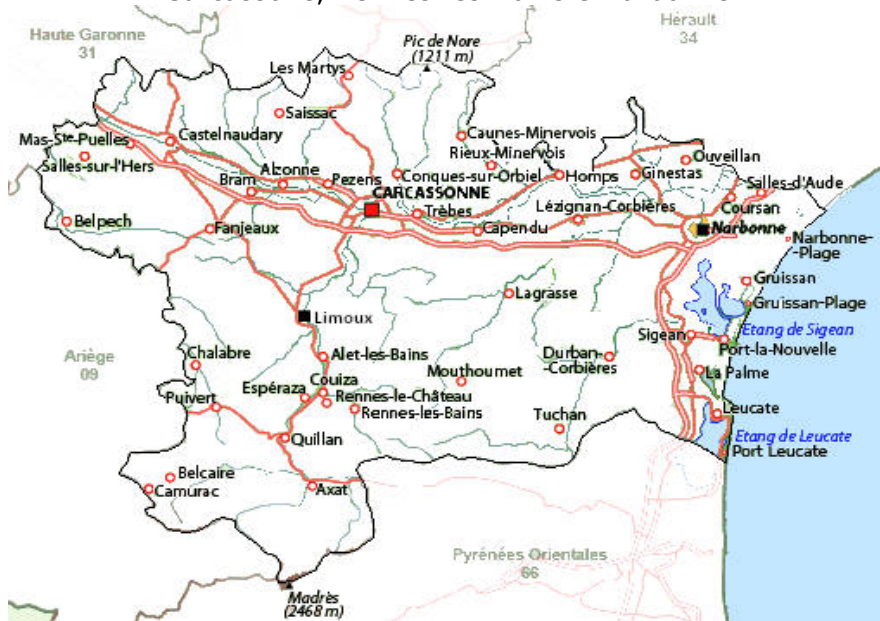 Haute Garonne
31
Hérault
34
Pic de Nore
(1211 m)
Les Martys
Saissac
Caunes-Minervois
Mas-Ste-Puelles
Castelnaudary
Rieux-Minervois
Ouveillan
Salles-sur-l'Hers
Alzonne
Bram
Pezens
Conques-sur-Orbiel
Homps
Ginestas
Salles-d'Aude
CARCASSONNE
Trèbes
Lézignan-Corbières
Coursan
Belpech
Fanjeaux
Capendu
Narbonne
Narbonne-
-Plage
Gruissan
Lagrasse
Gruissan-Plage
Limoux
Etang de Sigean
Sigean
Port-la-Nouvelle
Ariège
09
Chalabre
Alet-les-Bains
Durban-
Corbières
La Palme
Mouthoumet
Couiza
Espéraza
Rennes-le-Château
Puivert
Rennes-les-Bains
Leucate
Tuchan
Quillan
Etang de Leucate
Port Leucate
Belcaire
Camurac
Axat
Pyrénées Orientales
66
Madrès
(2468 m)